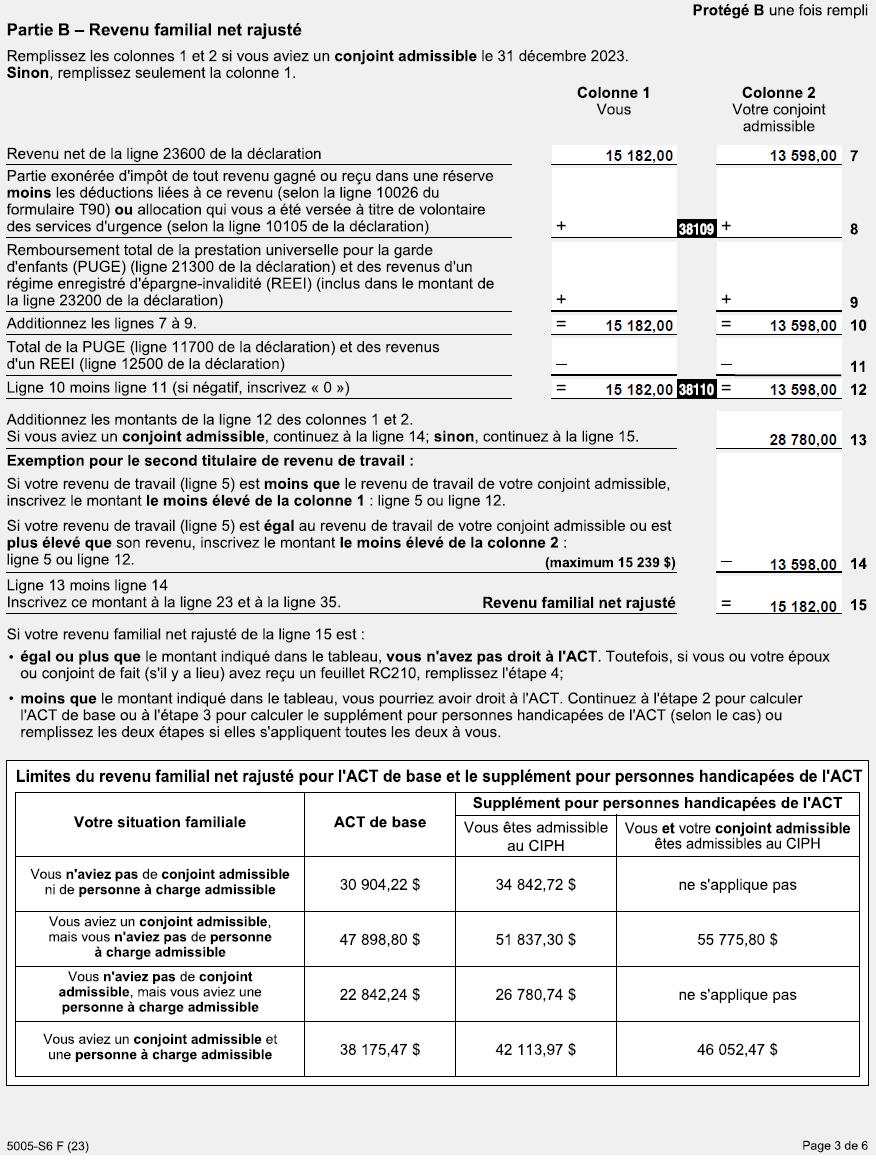 Protégé B une fois rempli
Partie B – Revenu familial net rajusté
Remplissez les colonnes 1 et 2 si vous aviez un conjoint admissible le 31 décembre 2023.
Sinon, remplissez seulement la colonne 1.
Colonne 1
Vous
Colonne 2
Votre conjoint
admissible
Revenu net de la ligne 23600 de la déclaration 15 182,00 13 598,00 7
Partie exonérée d'impôt de tout revenu gagné ou reçu dans une réserve
moins les déductions liées à ce revenu (selon la ligne 10026 du
formulaire T90) ou allocation qui vous a été versée à titre de volontaire
des services d'urgence (selon la ligne 10105 de la déclaration) + 38109 + 8
Remboursement total de la prestation universelle pour la garde
d'enfants (PUGE) (ligne 21300 de la déclaration) et des revenus d'un
régime enregistré d'épargne-invalidité (REEI) (inclus dans le montant de
la ligne 23200 de la déclaration) + + 9
Additionnez les lignes 7 à 9. = 15 182,00 = 13 598,00 10
Total de la PUGE (ligne 11700 de la déclaration) et des revenus
d'un REEI (ligne 12500 de la déclaration) – – 11
Ligne 10 moins ligne 11 (si négatif, inscrivez « 0 ») = 15 182,00 38110 = 13 598,00 12
Additionnez les montants de la ligne 12 des colonnes 1 et 2.
Si vous aviez un conjoint admissible, continuez à la ligne 14; sinon, continuez à la ligne 15. 28 780,00 13
Exemption pour le second titulaire de revenu de travail :
Si votre revenu de travail (ligne 5) est moins que le revenu de travail de votre conjoint admissible,
inscrivez le montant le moins élevé de la colonne 1 : ligne 5 ou ligne 12.
Si votre revenu de travail (ligne 5) est égal au revenu de travail de votre conjoint admissible ou est
plus élevé que son revenu, inscrivez le montant le moins élevé de la colonne 2 :
ligne 5 ou ligne 12. (maximum 15 239 $) – 13 598,00 14
Ligne 13 moins ligne 14
Inscrivez ce montant à la ligne 23 et à la ligne 35. Revenu familial net rajusté = 15 182,00 15
Si votre revenu familial net rajusté de la ligne 15 est :
• égal ou plus que le montant indiqué dans le tableau, vous n'avez pas droit à l'ACT. Toutefois, si vous ou votre époux
ou conjoint de fait (s'il y a lieu) avez reçu un feuillet RC210, remplissez l'étape 4;
• moins que le montant indiqué dans le tableau, vous pourriez avoir droit à l'ACT. Continuez à l'étape 2 pour calculer
l'ACT de base ou à l'étape 3 pour calculer le supplément pour personnes handicapées de l'ACT (selon le cas) ou
remplissez les deux étapes si elles s'appliquent toutes les deux à vous.
Limites du revenu familial net rajusté pour l'ACT de base et le supplément pour personnes handicapées de l'ACT
Votre situation familiale
ACT de base
Supplément pour personnes handicapées de l'ACT
Vous êtes admissible
au CIPH
Vous et votre conjoint admissible
êtes admissibles au CIPH
Vous n'aviez pas de conjoint admissible
ni de personne à charge admissible
30 904,22 $ 34 842,72 $ ne s'applique pas
Vous aviez un conjoint admissible,
mais vous n'aviez pas de personne
à charge admissible
47 898,80 $ 51 837,30 $ 55 775,80 $
Vous n'aviez pas de conjoint
admissible, mais vous aviez une
personne à charge admissible
22 842,24 $ 26 780,74 $ ne s'applique pas
Vous aviez un conjoint admissible et
une personne à charge admissible
38 175,47 $ 42 113,97 $ 46 052,47 $
5005-S6 F (23) Page 3 de 6